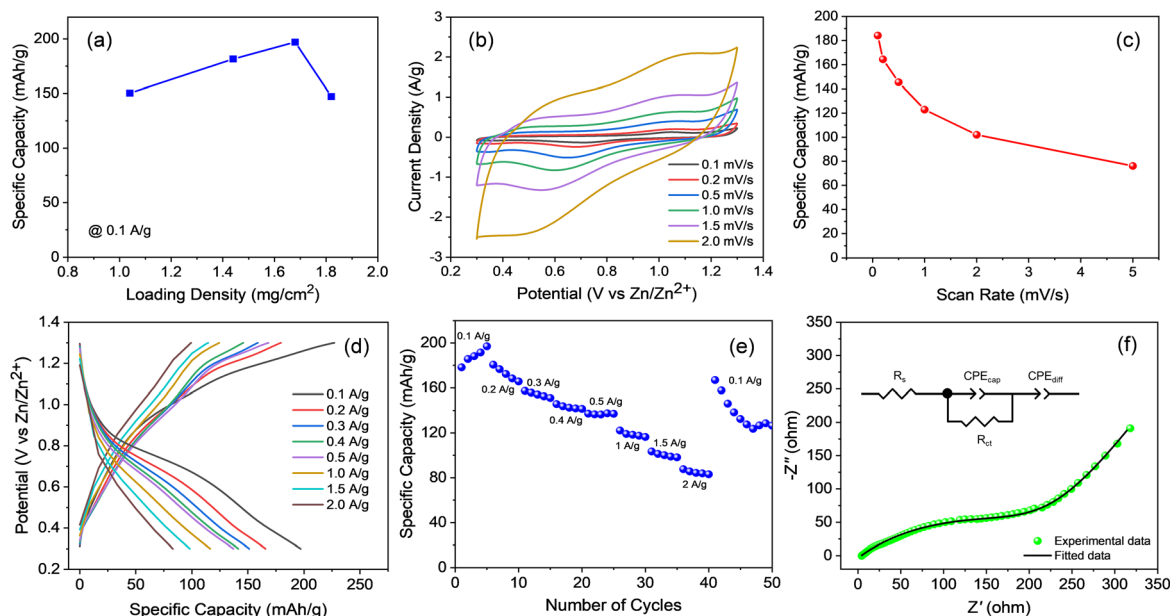 (a)
Specific Capacity (mAh/g)
200
150
100
50
0
@ 0.1 A/g
0.8 1.0 1.2 1.4 1.6 1.8 2.0
Loading Density (mg/cm²)
(b)
Current Density (A/g)
3
2
1
0
-1
-2
-3
0.1 mV/s
0.2 mV/s
0.5 mV/s
1.0 mV/s
1.5 mV/s
2.0 mV/s
0.2 0.4 0.6 0.8 1.0 1.2 1.4
Potential (V vs Zn/Zn²⁺)
(c)
Specific Capacity (mAh/g)
200
180
160
140
120
100
80
60
40
20
0
0 1 2 3 4 5
Scan Rate (mV/s)
(d)
Potential (V vs Zn/Zn²⁺)
1.4
1.2
1.0
0.8
0.6
0.4
0.2
0.1 A/g
0.2 A/g
0.3 A/g
0.4 A/g
0.5 A/g
1.0 A/g
1.5 A/g
2.0 A/g
0 50 100 150 200 250
Specific Capacity (mAh/g)
(e)
Specific Capacity (mAh/g)
200
160
120
80
40
0
0.1 A/g
0.2 A/g
0.3 A/g
0.4 A/g
0.5 A/g
1 A/g
1.5 A/g
2 A/g
0.1 A/g
0 10 20 30 40 50
Number of Cycles
(f)
-Z″ (ohm)
350
300
250
200
150
100
50
0
Rs
CPEcap
CPEdiff
Rct
Experimental data
Fitted data
0 50 100 150 200 250 300 350
Z′ (ohm)